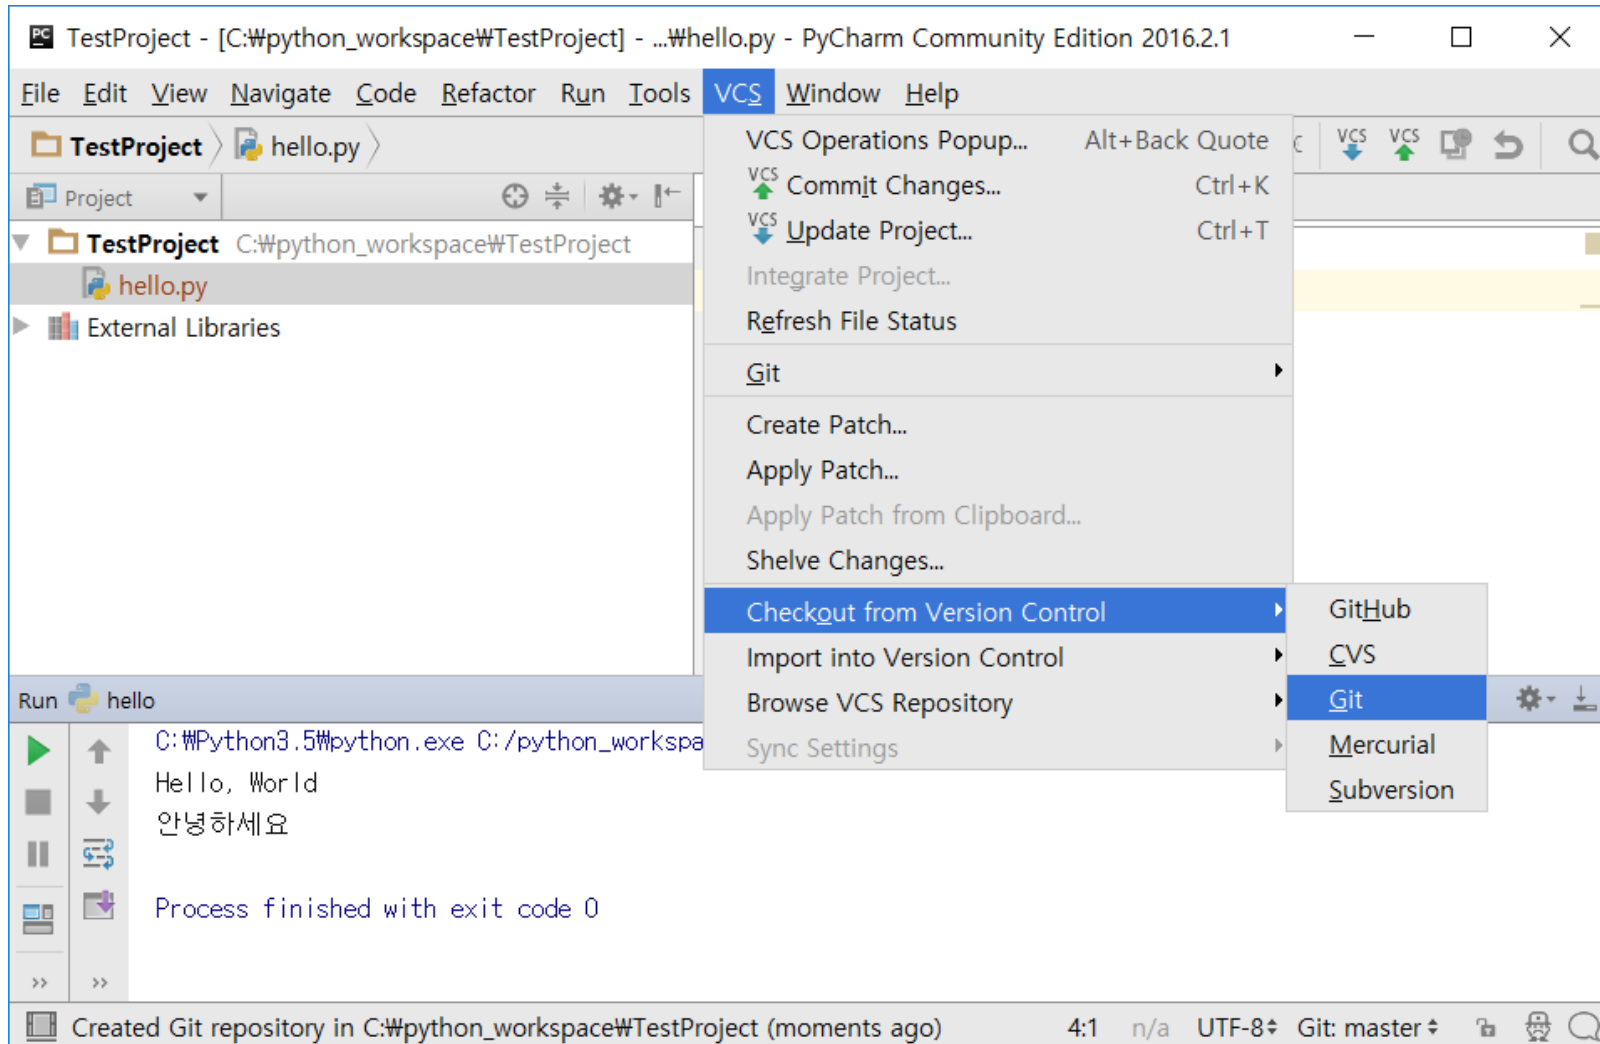 TestProject - [C:₩python_workspace₩TestProject] - ...₩hello.py - PyCharm Community Edition 2016.2.1
File Edit View Navigate Code Refactor Run Tools VCS Window Help
TestProject hello.py
VCS VCS
Project
TestProject C:₩python_workspace₩TestProject
hello.py
External Libraries
VCS Operations Popup... Alt+Back Quote
VCS Commit Changes... Ctrl+K
VCS Update Project... Ctrl+T
Integrate Project...
Refresh File Status
Git
Create Patch...
Apply Patch...
Apply Patch from Clipboard...
Shelve Changes...
Checkout from Version Control
Import into Version Control
Browse VCS Repository
Sync Settings
GitHub
CVS
Git
Mercurial
Subversion
Run hello
C:₩Python3.5₩python.exe C:/python_workspa
Hello, World
안녕하세요
Process finished with exit code 0
Created Git repository in C:₩python_workspace₩TestProject (moments ago) 4:1 n/a UTF-8 Git: master